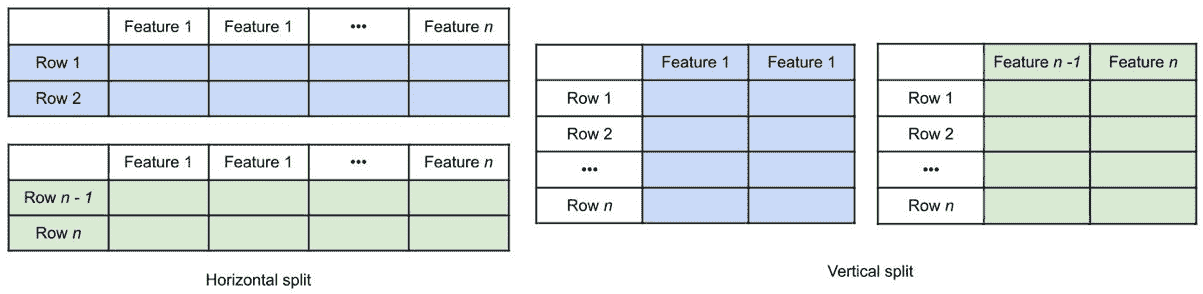 Feature 1 Feature 1 ••• Feature n
Row 1
Row 2
Feature 1 Feature 1 ••• Feature n
Row n - 1
Row n
Horizontal split
Feature 1 Feature 1
Row 1
Row 2
•••
Row n
Feature n -1 Feature n
Row 1
Row 2
•••
Row n
Vertical split